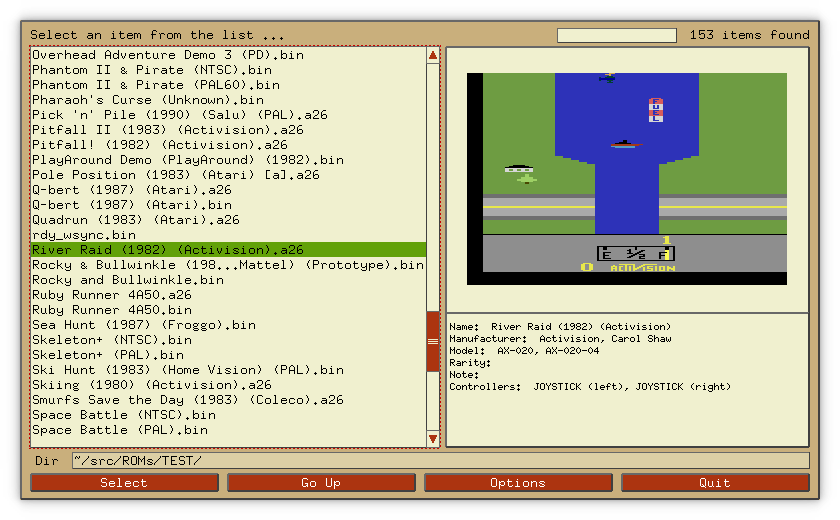 Select an item from the list ...
153 items found
Overhead Adventure Demo 3 (PD).bin
Phantom II & Pirate (NTSC).bin
Phantom II & Pirate (PAL60).bin
Pharaoh's Curse (Unknown).bin
Pick 'n' Pile (1990) (Salu) (PAL).a26
Pitfall II (1983) (Activision).a26
Pitfall! (1982) (Activision).a26
PlayAround Demo (PlayAround) (1982).bin
Pole Position (1983) (Atari) [a].a26
Q-bert (1987) (Atari).a26
Q-bert (1987) (Atari).a26
Quadrun (1983) (Atari).a26
rdy_wsync.bin
River Raid (1982) (Activision).a26
Rocky & Bullwinkle (198...Mattel) (Prototype).bin
Rocky and Bullwinkle.bin
Ruby Runner 4A50.a26
Ruby Runner 4A50.bin
Sea Hunt (1987) (Froggo).bin
Skeleton+ (NTSC).bin
Skeleton+ (PAL).bin
Ski Hunt (1983) (Home Vision) (PAL).bin
Skiing (1980) (Activision).a26
Smurfs Save the Day (1983) (Coleco).a26
Space Battle (NTSC).bin
Space Battle (PAL).bin
FUEL
1
E 1/2 F
1
0 ACTIVISION
Name: River Raid (1982) (Activision)
Manufacturer: Activision, Carol Shaw
Model: AX-020, AX-020-04
Rarity:
Note:
Controllers: JOYSTICK (left), JOYSTICK (right)
Dir ~/src/ROMs/TEST/
Select
Go Up
Options
Quit